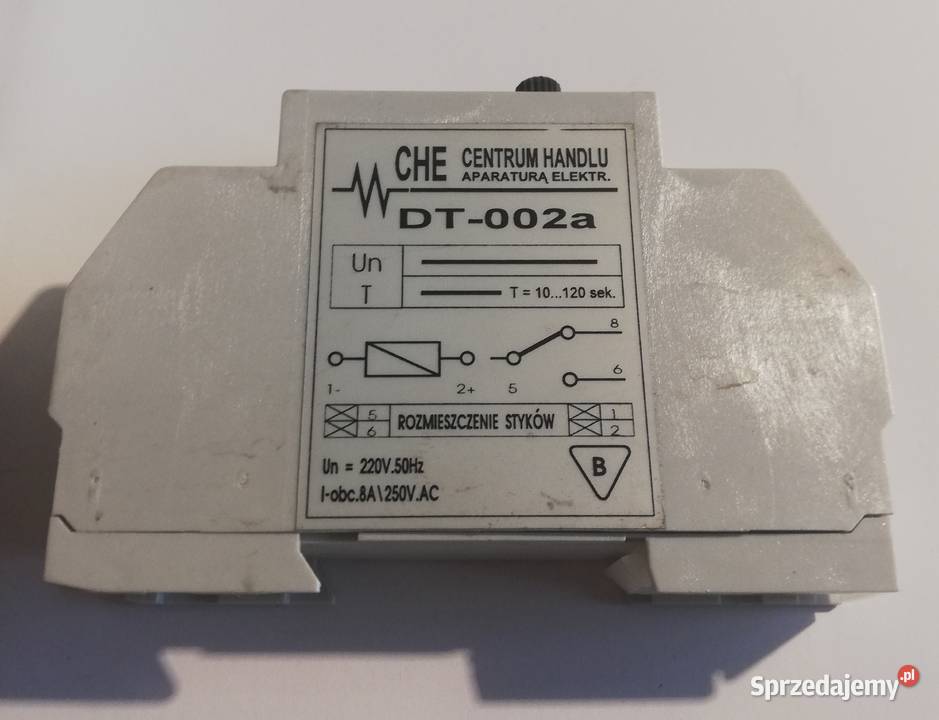 CHE CENTRUM HANDLU
APARATURĄ ELEKTR.
DT-002a
Un
T T = 10...120 sek.
8
6
1- 2+ 5
5 ROZMIESZCZENIE STYKÓW 1
6 2
Un = 220V.50Hz
B
I-obc.8A\250V.AC
Sprzedajemy.pl